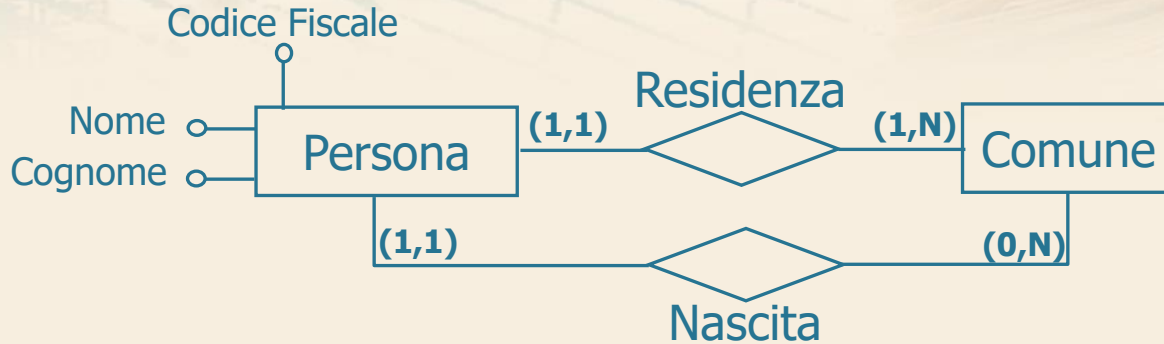 Codice Fiscale
Nome
Cognome
Persona
(1,1)
Residenza
(1,N)
Comune
(1,1)
Nascita
(0,N)